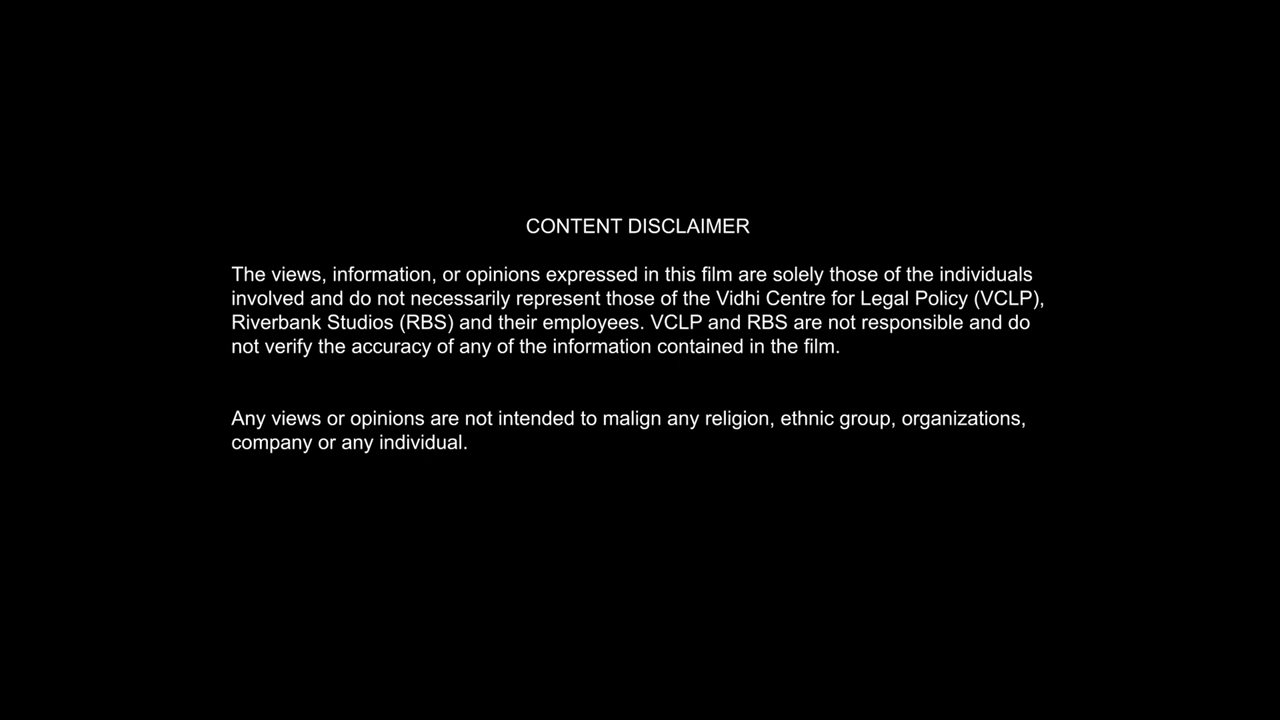 CONTENT DISCLAIMER
The views, information, or opinions expressed in this film are solely those of the individuals
involved and do not necessarily represent those of the Vidhi Centre for Legal Policy (VCLP),
Riverbank Studios (RBS) and their employees. VCLP and RBS are not responsible and do
not verify the accuracy of any of the information contained in the film.
Any views or opinions are not intended to malign any religion, ethnic group, organizations,
company or any individual.